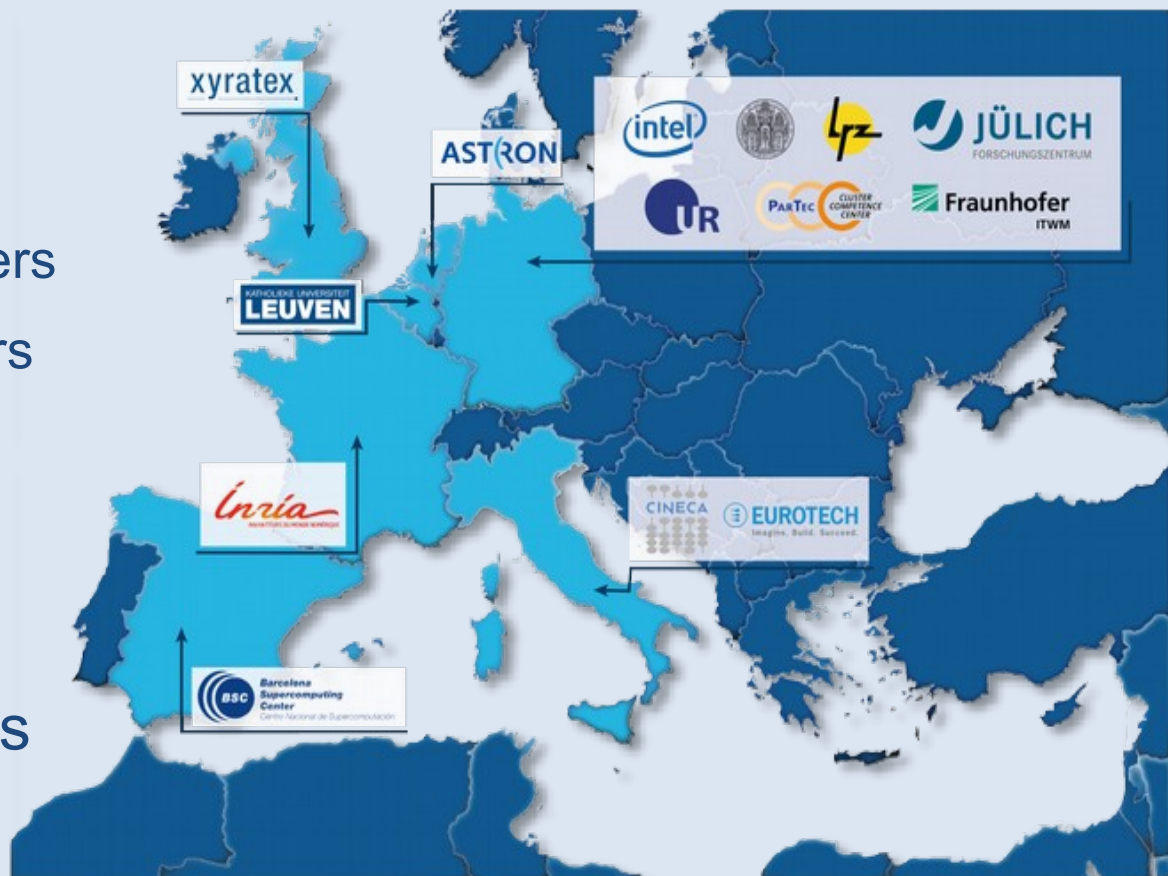 xyratex
ASTRON
intel
lrz
JÜLICH
FORSCHUNGSZENTRUM
UR
PARTEC
CLUSTER
COMPETENCE
CENTER
Fraunhofer
ITWM
ers
rs
KATHOLIEKE UNIVERSITEIT
LEUVEN
Inria
CINECA
EUROTECH
Imagine. Build. Succeed.
BSC
Barcelona
Supercomputing
Center
Centro Nacional de Supercomputación
s